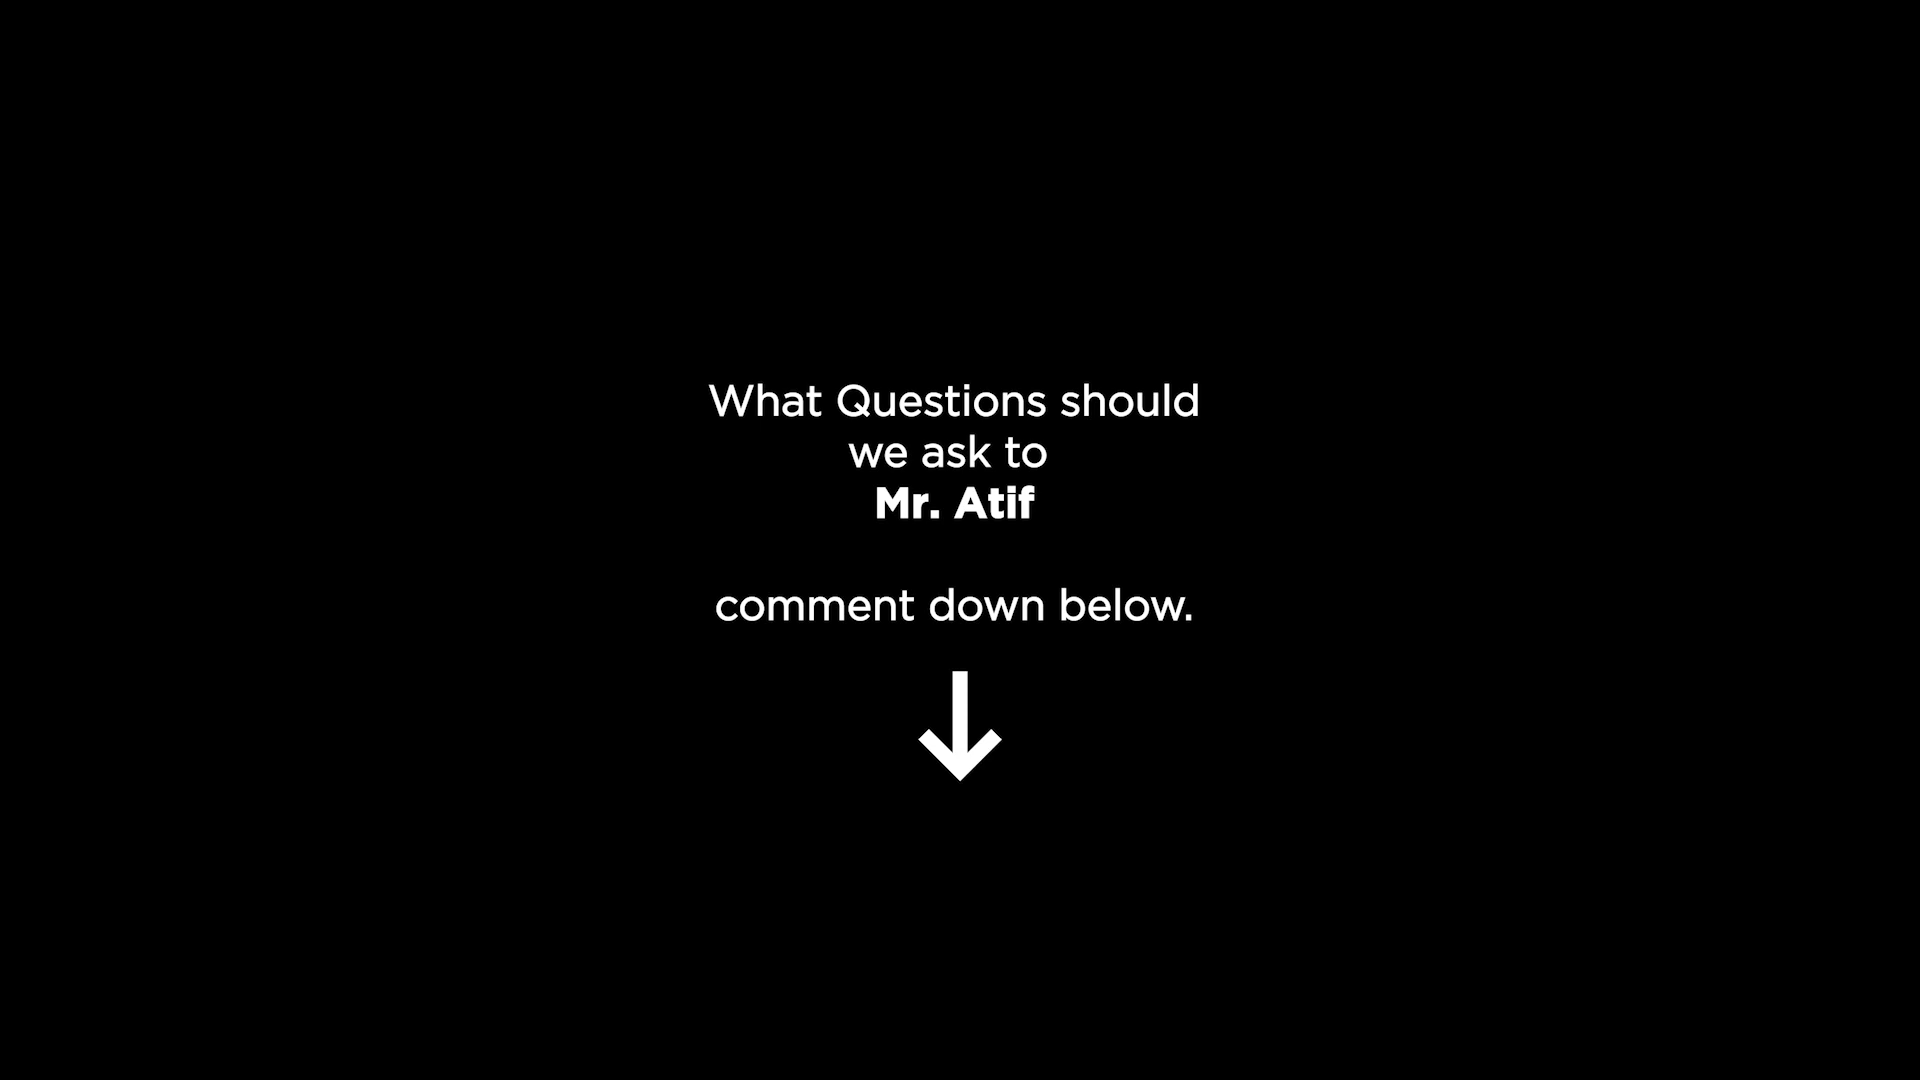 What Questions should
we ask to
Mr. Atif
comment down below.